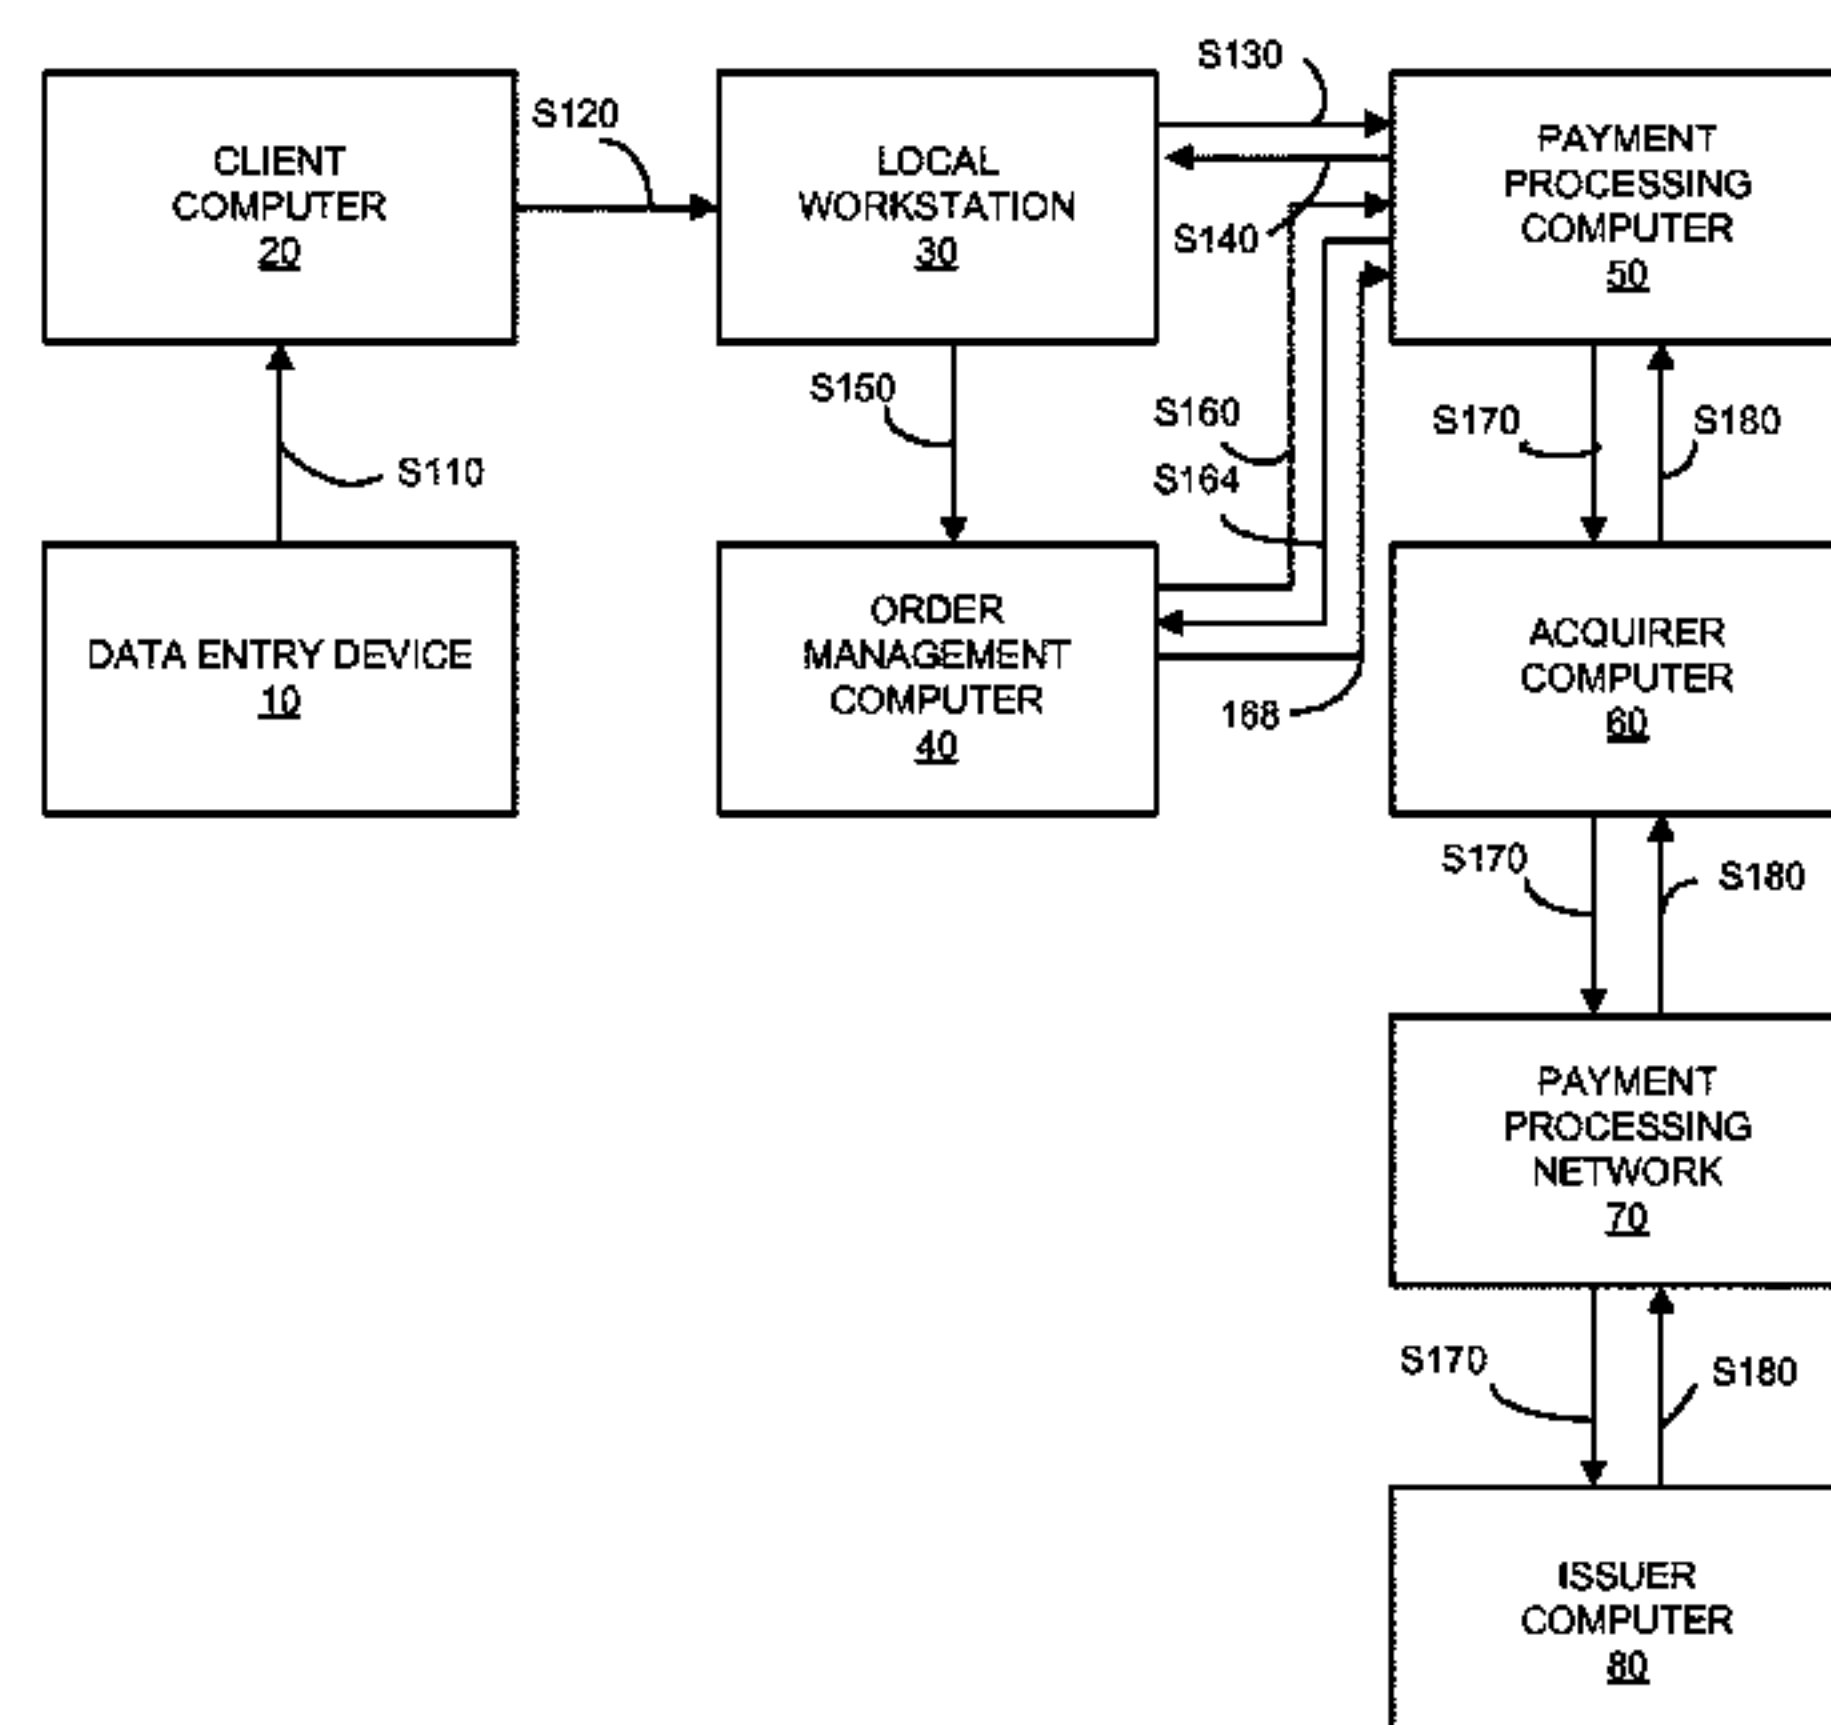 S130
S120
CLIENT
COMPUTER
20
LOCAL
WORKSTATION
30
S140
PAYMENT
PROCESSING
COMPUTER
50
S110
S150
S160
S164
S170
S180
DATA ENTRY DEVICE
10
ORDER
MANAGEMENT
COMPUTER
40
168
ACQUIRER
COMPUTER
60
S170
S180
PAYMENT
PROCESSING
NETWORK
70
S170
S180
ISSUER
COMPUTER
80